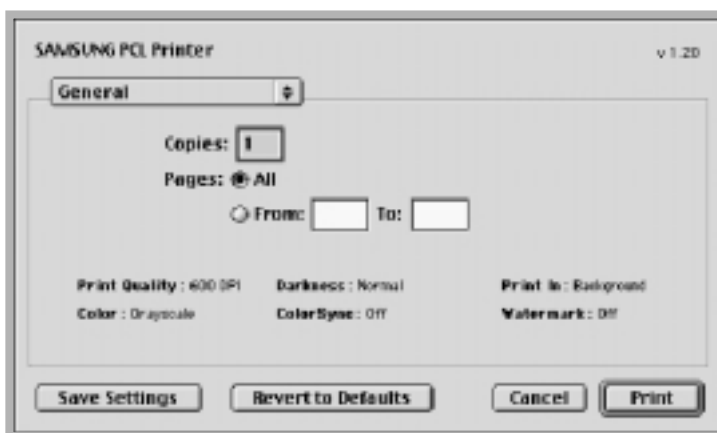 SAMSUNG PCL Printer v 1.20
General
Copies: 1
Pages: All
From: To:
Print Quality : 600 DPI Darkness : Normal Print In : Background
Color : Grayscale ColorSync : Off Watermark : Off
Save Settings Revert to Defaults Cancel Print